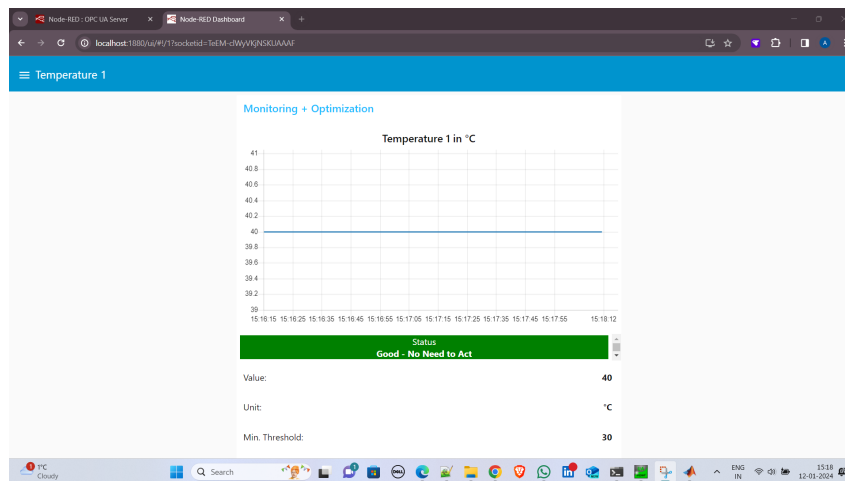 Node-RED : OPC UA Server
Node-RED Dashboard
localhost:1880/ui/#!/1?socketid=TeEM-clWyVKjNSKUAAAF
Temperature 1
Monitoring + Optimization
Temperature 1 in °C
41
40.8
40.6
40.4
40.2
40
39.8
39.6
39.4
39.2
39
15:16:15 15:16:25 15:16:35 15:16:45 15:16:55 15:17:05 15:17:15 15:17:25 15:17:35 15:17:45 15:17:55 15:18:12
Status
Good - No Need to Act
Value: 40
Unit: °C
Min. Threshold: 30
1°C
Cloudy
Search
ENG
IN
15:18
12-01-2024